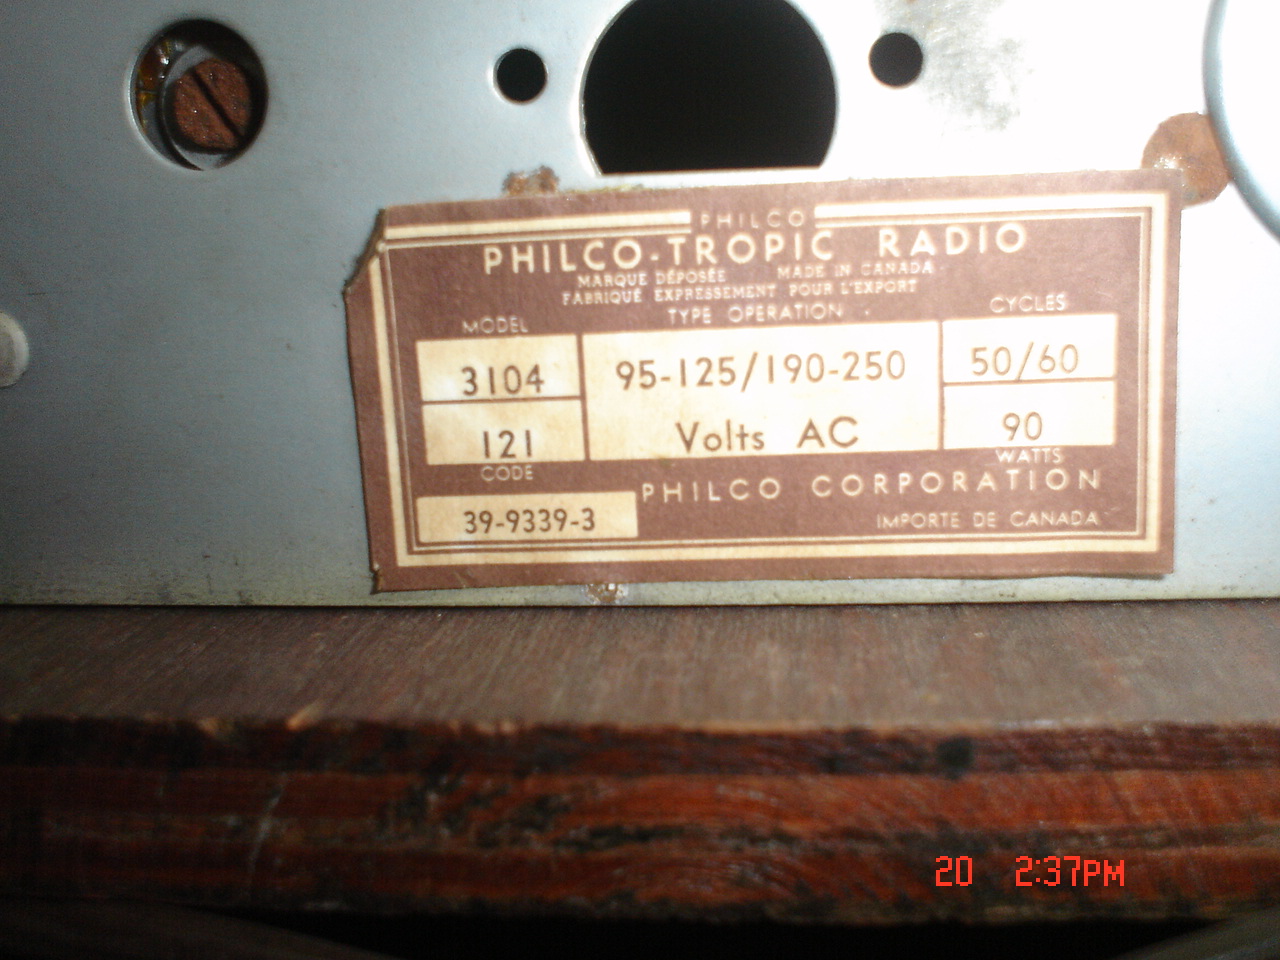 PHILCO
PHILCO-TROPIC RADIO
MARQUE DÉPOSÉE MADE IN CANADA
FABRIQUÉ EXPRESSEMENT POUR L'EXPORT
MODEL TYPE OPERATION CYCLES
3104 95-125/190-250 50/60
121 Volts AC 90
CODE WATTS
39-9339-3 PHILCO CORPORATION
IMPORTE DE CANADA
20 2:37PM